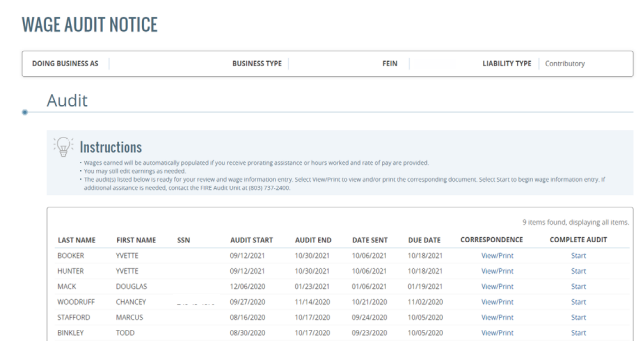 WAGE AUDIT NOTICE
DOING BUSINESS AS BUSINESS TYPE FEIN LIABILITY TYPE Contributory
Audit
Instructions
• Wages earned will be automatically populated if you receive prorating assistance or hours worked and rate of pay are provided.
• You may still edit earnings as needed.
• The audit(s) listed below is ready for your review and wage information entry. Select View/Print to view and/or print the corresponding document. Select Start to begin wage information entry. If
additional assistance is needed, contact the FIRE Audit Unit at (803) 737-2400.
9 items found, displaying all items.
LAST NAME FIRST NAME SSN AUDIT START AUDIT END DATE SENT DUE DATE CORRESPONDENCE COMPLETE AUDIT
BOOKER YVETTE 09/12/2021 10/30/2021 10/06/2021 10/18/2021 View/Print Start
HUNTER YVETTE 09/12/2021 10/30/2021 10/06/2021 10/18/2021 View/Print Start
MACK DOUGLAS 12/06/2020 01/23/2021 01/06/2021 01/19/2021 View/Print Start
WOODRUFF CHANCEY 09/27/2020 11/14/2020 10/21/2020 11/02/2020 View/Print Start
STAFFORD MARCUS 08/16/2020 10/17/2020 09/24/2020 10/05/2020 View/Print Start
BINKLEY TODD 08/30/2020 10/17/2020 09/23/2020 10/05/2020 View/Print Start